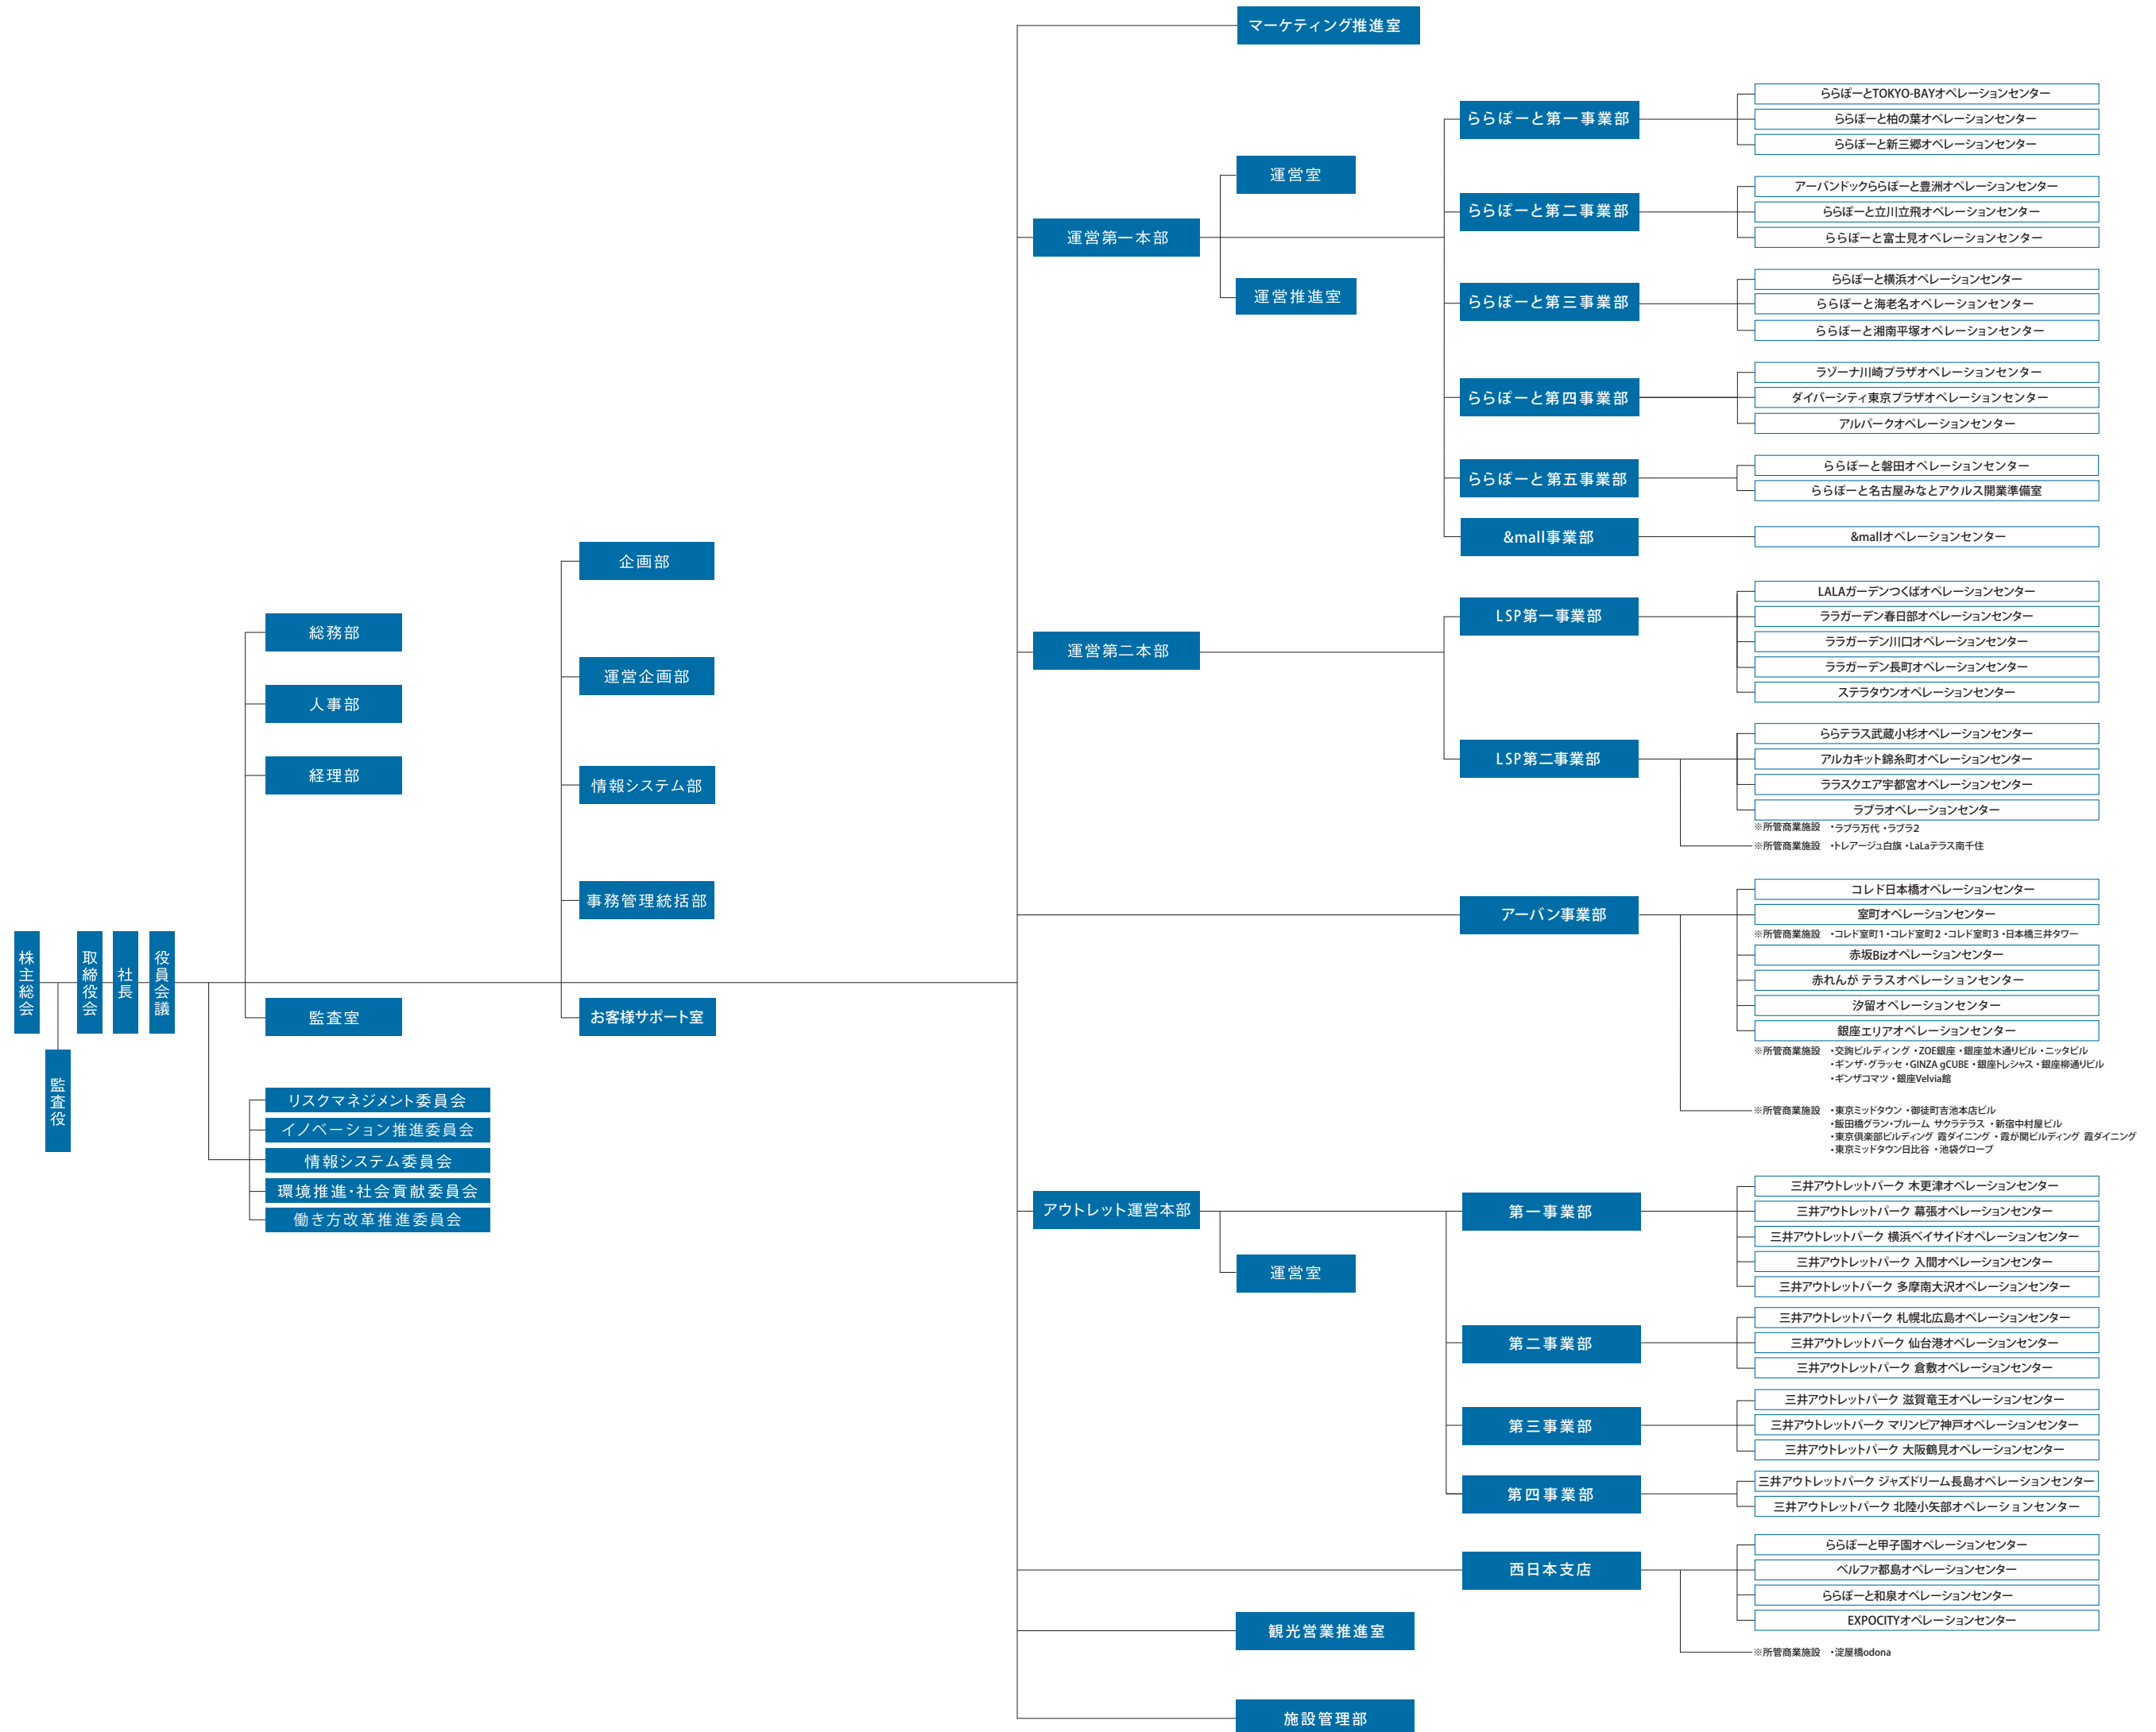 株主総会
監査役
取締役会
社長
役員会議
総務部
人事部
経理部
監査室
リスクマネジメント委員会
イノベーション推進委員会
情報システム委員会
環境推進・社会貢献委員会
働き方改革推進委員会
企画部
運営企画部
情報システム部
事務管理統括部
お客様サポート室
マーケティング推進室
運営第一本部
運営室
運営推進室
ららぽーと第一事業部
ららぽーとTOKYO-BAYオペレーションセンター
ららぽーと柏の葉オペレーションセンター
ららぽーと新三郷オペレーションセンター
ららぽーと第二事業部
アーバンドックららぽーと豊洲オペレーションセンター
ららぽーと立川立飛オペレーションセンター
ららぽーと富士見オペレーションセンター
ららぽーと第三事業部
ららぽーと横浜オペレーションセンター
ららぽーと海老名オペレーションセンター
ららぽーと湘南平塚オペレーションセンター
ららぽーと第四事業部
ラゾーナ川崎プラザオペレーションセンター
ダイバーシティ東京プラザオペレーションセンター
アルパークオペレーションセンター
ららぽーと第五事業部
ららぽーと磐田オペレーションセンター
ららぽーと名古屋みなとアクルス開業準備室
&mall事業部
&mallオペレーションセンター
運営第二本部
LSP第一事業部
LALAガーデンつくばオペレーションセンター
ララガーデン春日部オペレーションセンター
ララガーデン川口オペレーションセンター
ララガーデン長町オペレーションセンター
ステラタウンオペレーションセンター
LSP第二事業部
ららテラス武蔵小杉オペレーションセンター
アルカキット錦糸町オペレーションセンター
ララスクエア宇都宮オペレーションセンター
ラブラオペレーションセンター
※所管商業施設 ・ラブラ万代 ・ラブラ2
※所管商業施設 ・トレアージュ白旗 ・LaLaテラス南千住
アーバン事業部
コレド日本橋オペレーションセンター
室町オペレーションセンター
※所管商業施設 ・コレド室町1 ・コレド室町2 ・コレド室町3 ・日本橋三井タワー
赤坂Bizオペレーションセンター
赤れんが テラスオペレーションセンター
汐留オペレーションセンター
銀座エリアオペレーションセンター
※所管商業施設 ・交詢ビルディング ・ZOE銀座 ・銀座並木通りビル ・ニッタビル
・ギンザ・グラッセ ・GINZA gCUBE ・銀座トレシャス ・銀座柳通りビル
・ギンザコマツ ・銀座Velvia館
※所管商業施設 ・東京ミッドタウン ・御徒町吉池本店ビル
・飯田橋グラン・ブルーム サクラテラス ・新宿中村屋ビル
・東京倶楽部ビルディング 霞ダイニング ・霞が関ビルディング 霞ダイニング
・東京ミッドタウン日比谷 ・池袋グローブ
アウトレット運営本部
運営室
第一事業部
三井アウトレットパーク 木更津オペレーションセンター
三井アウトレットパーク 幕張オペレーションセンター
三井アウトレットパーク 横浜ベイサイドオペレーションセンター
三井アウトレットパーク 入間オペレーションセンター
三井アウトレットパーク 多摩南大沢オペレーションセンター
第二事業部
三井アウトレットパーク 札幌北広島オペレーションセンター
三井アウトレットパーク 仙台港オペレーションセンター
三井アウトレットパーク 倉敷オペレーションセンター
第三事業部
三井アウトレットパーク 滋賀竜王オペレーションセンター
三井アウトレットパーク マリンピア神戸オペレーションセンター
三井アウトレットパーク 大阪鶴見オペレーションセンター
第四事業部
三井アウトレットパーク ジャズドリーム長島オペレーションセンター
三井アウトレットパーク 北陸小矢部オペレーションセンター
西日本支店
ららぽーと甲子園オペレーションセンター
ベルファ都島オペレーションセンター
ららぽーと和泉オペレーションセンター
EXPOCITYオペレーションセンター
※所管商業施設 ・淀屋橋odona
観光営業推進室
施設管理部